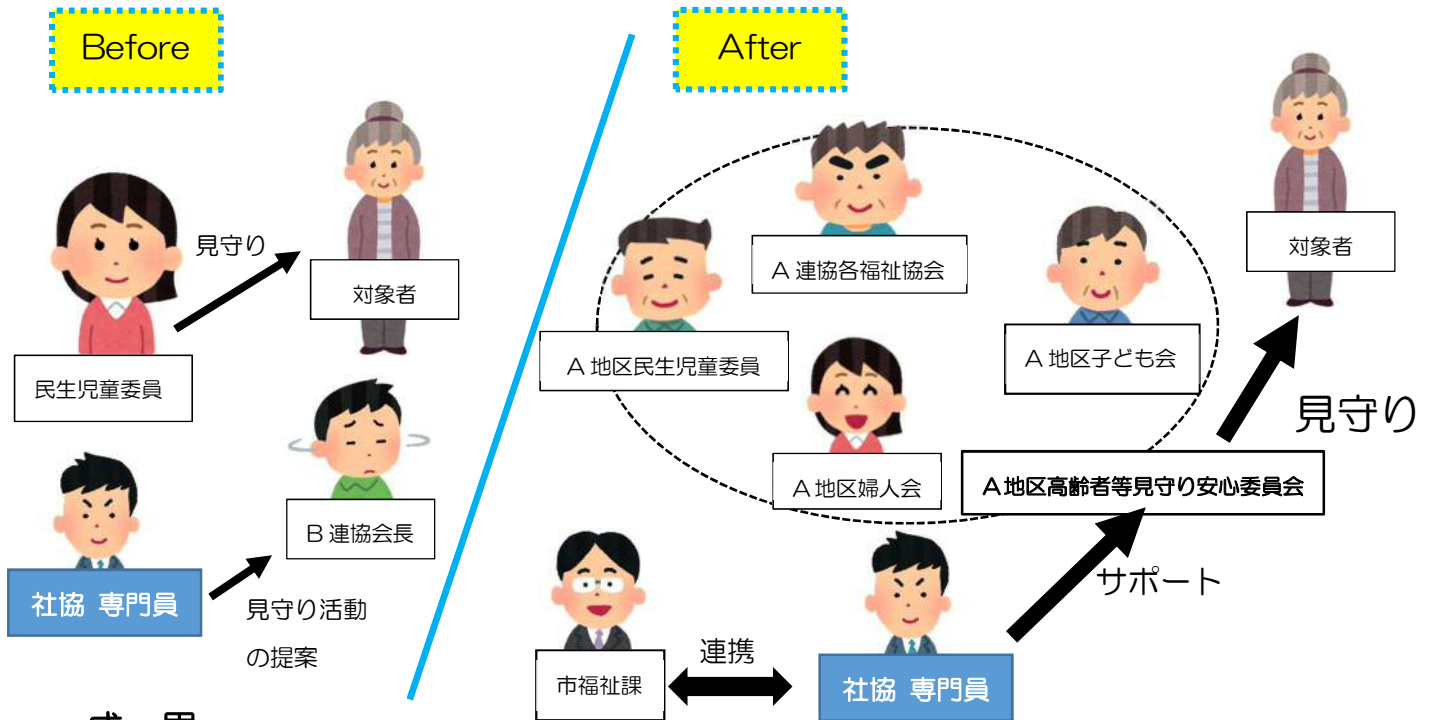 Before
見守り
対象者
民生児童委員
B 連協会長
社協 専門員
見守り活動
の提案
After
A 連協各福祉協会
対象者
A 地区民生児童委員
A 地区子ども会
見守り
A 地区婦人会
A地区高齢者等見守り安心委員会
サポート
連携
市福祉課
社協 専門員